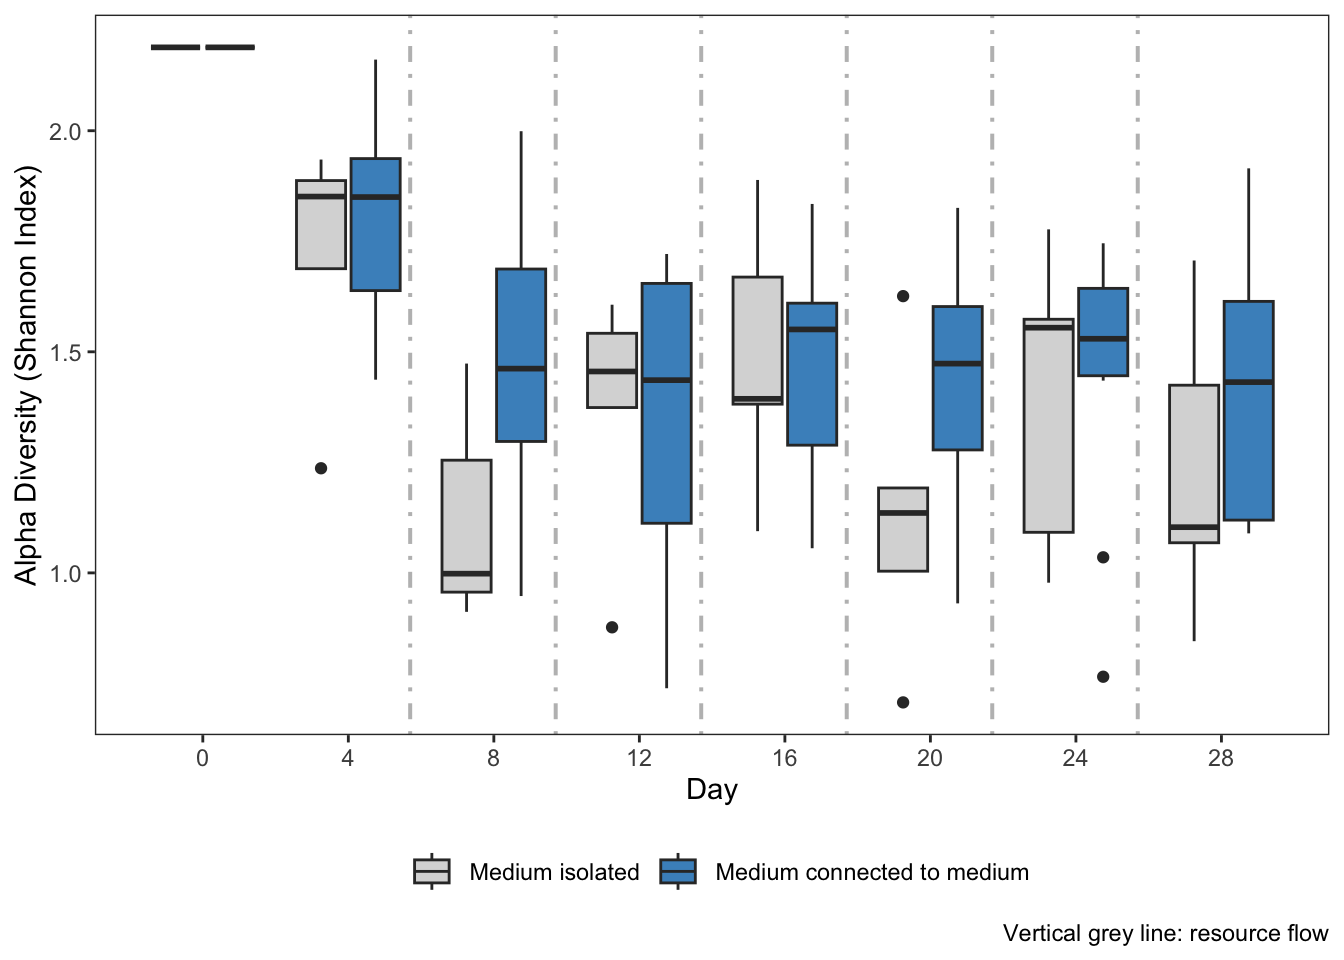 Alpha Diversity (Shannon Index)
2.0
1.5
1.0
0 4 8 12 16 20 24 28
Day
Medium isolated Medium connected to medium
Vertical grey line: resource flow